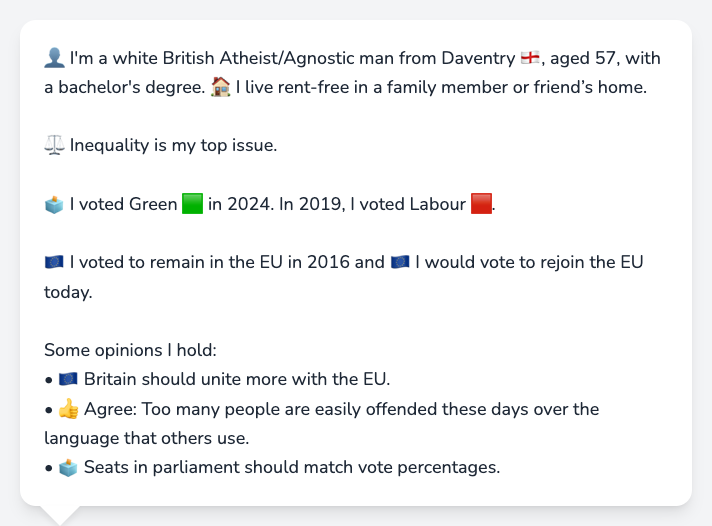 👤 I'm a white British Atheist/Agnostic man from Daventry 🏴󠁧󠁢󠁥󠁮󠁧󠁿, aged 57, with
a bachelor's degree. 🏠 I live rent-free in a family member or friend’s home.
⚖️ Inequality is my top issue.
🗳️ I voted Green 🟩 in 2024. In 2019, I voted Labour 🟥.
🇪🇺 I voted to remain in the EU in 2016 and 🇪🇺 I would vote to rejoin the EU
today.
Some opinions I hold:
• 🇪🇺 Britain should unite more with the EU.
• 👍 Agree: Too many people are easily offended these days over the
language that others use.
• 🗳️ Seats in parliament should match vote percentages.